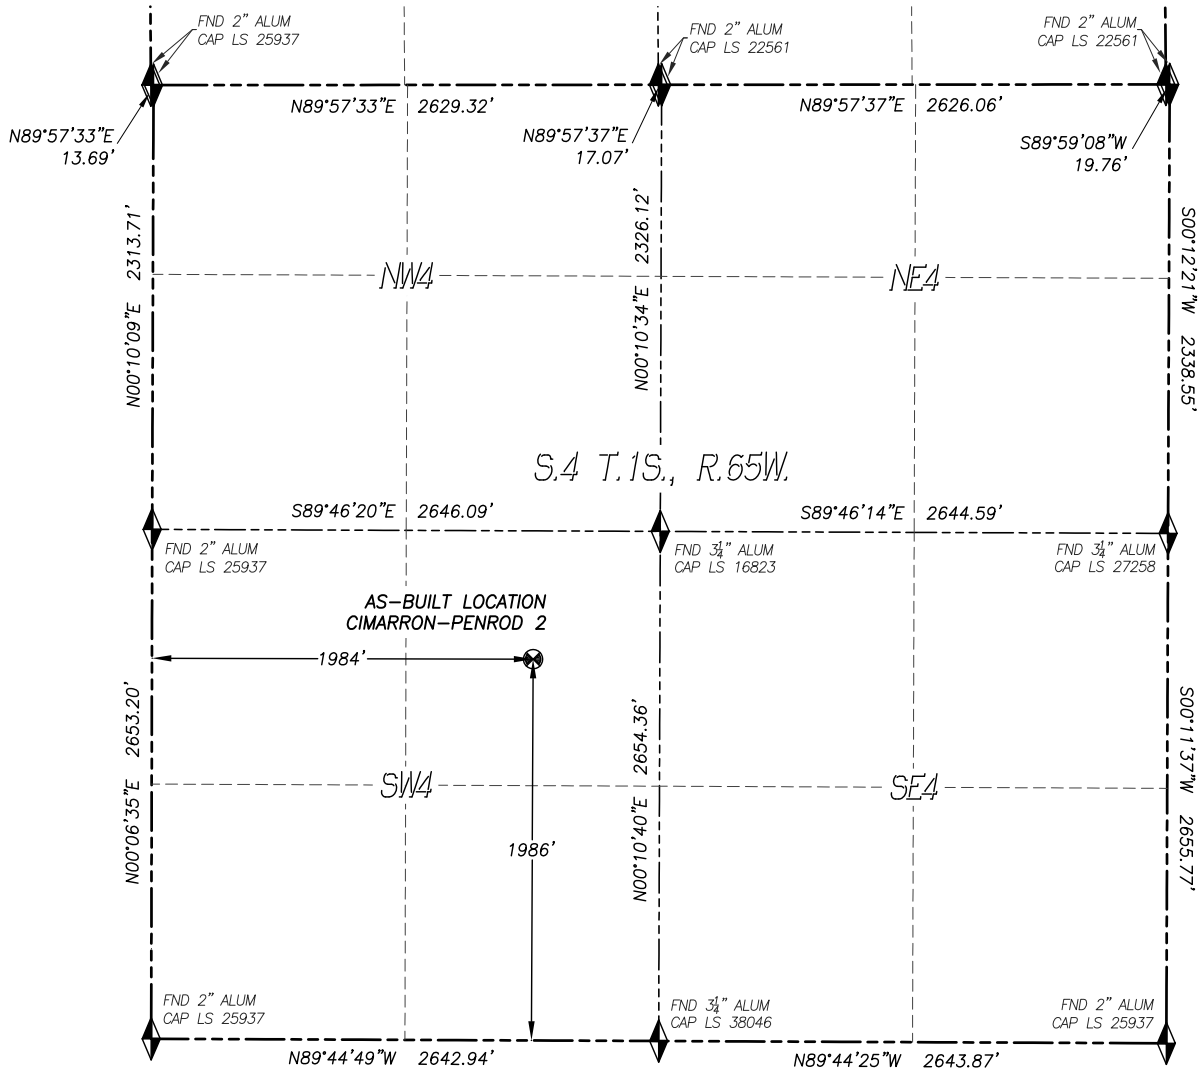 FND 2” ALUM
CAP LS 25937
FND 2” ALUM
CAP LS 22561
FND 2” ALUM
CAP LS 22561
N89°57’33”E 2629.32’
N89°57’37”E 2626.06’
N89°57’33”E
13.69’
N89°57’37”E
17.07’
S89°59’08”W
19.76’
N00°10’09”E 2313.71’
N00°10’34”E 2326.12’
S00°12’21”W 2338.55’
NW4
NE4
S.4 T.1S., R.65W.
S89°46’20”E 2646.09’
S89°46’14”E 2644.59’
FND 2” ALUM
CAP LS 25937
FND 3¼” ALUM
CAP LS 16823
FND 3¼” ALUM
CAP LS 27258
AS–BUILT LOCATION
CIMARRON–PENROD 2
1984’
N00°06’35”E 2653.20’
N00°10’40”E 2654.36’
S00°11’37”W 2655.77’
SW4
SE4
1986’
FND 2” ALUM
CAP LS 25937
FND 3¼” ALUM
CAP LS 38046
FND 2” ALUM
CAP LS 25937
N89°44’49”W 2642.94’
N89°44’25”W 2643.87’